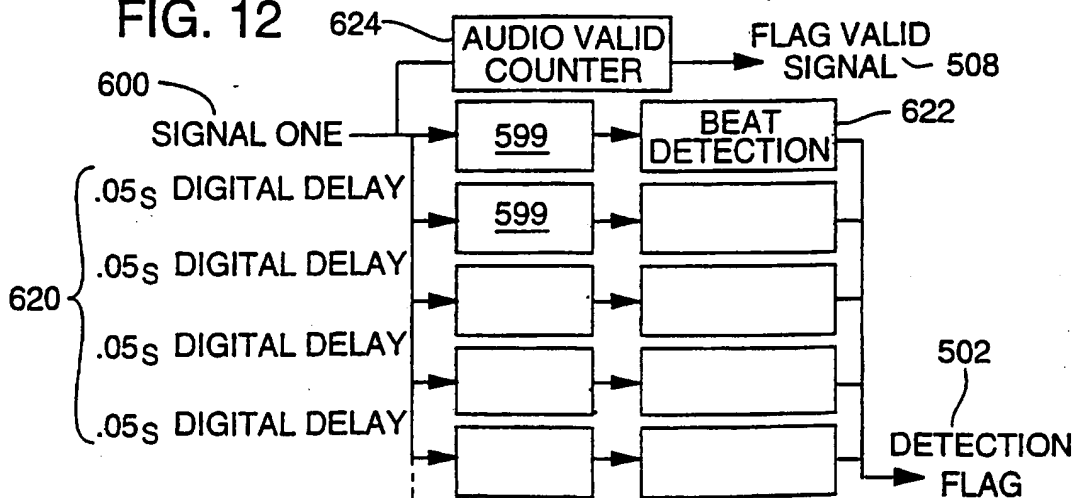 FIG. 12
624
AUDIO VALID
COUNTER
FLAG VALID
SIGNAL
508
600
SIGNAL ONE
599
BEAT
DETECTION
622
.05s DIGITAL DELAY
599
.05s DIGITAL DELAY
620
.05s DIGITAL DELAY
.05s DIGITAL DELAY
502
DETECTION
FLAG